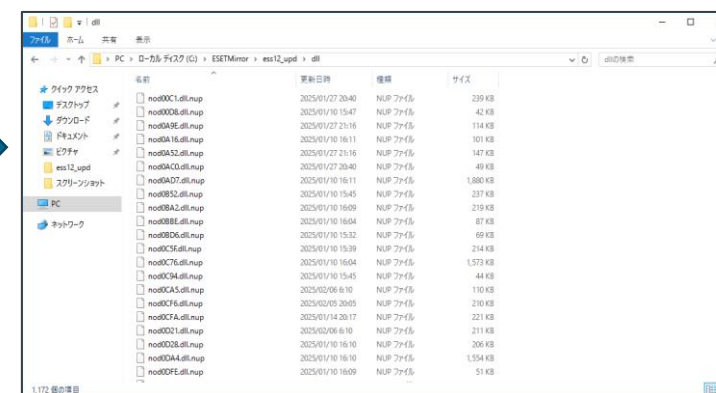 dll
ファイル ホーム 共有 表示
PC › ローカル ディスク (C:) › ESETMirror › ess12_upd › dll
dllの検索
名前 更新日時 種類 サイズ
クイック アクセス
デスクトップ
ダウンロード
ドキュメント
ピクチャ
ess12_upd
スクリーンショット
PC
ネットワーク
nod00C1.dll.nup 2025/01/27 20:40 NUP ファイル 239 KB
nod00D8.dll.nup 2025/01/10 15:47 NUP ファイル 42 KB
nod0A9E.dll.nup 2025/01/27 21:16 NUP ファイル 114 KB
nod0A16.dll.nup 2025/01/10 16:11 NUP ファイル 101 KB
nod0A52.dll.nup 2025/01/27 21:16 NUP ファイル 147 KB
nod0AC0.dll.nup 2025/01/27 20:40 NUP ファイル 49 KB
nod0AD7.dll.nup 2025/01/10 16:11 NUP ファイル 1,880 KB
nod0B52.dll.nup 2025/01/10 15:45 NUP ファイル 237 KB
nod0BA2.dll.nup 2025/01/10 16:09 NUP ファイル 219 KB
nod0BBE.dll.nup 2025/01/10 16:04 NUP ファイル 87 KB
nod0BD6.dll.nup 2025/01/10 15:32 NUP ファイル 69 KB
nod0C5F.dll.nup 2025/01/10 15:39 NUP ファイル 214 KB
nod0C76.dll.nup 2025/01/10 16:04 NUP ファイル 1,573 KB
nod0C94.dll.nup 2025/01/10 15:45 NUP ファイル 44 KB
nod0CA5.dll.nup 2025/02/06 6:10 NUP ファイル 110 KB
nod0CF6.dll.nup 2025/02/05 20:05 NUP ファイル 210 KB
nod0CFA.dll.nup 2025/01/14 20:17 NUP ファイル 221 KB
nod0D21.dll.nup 2025/02/06 6:10 NUP ファイル 211 KB
nod0D28.dll.nup 2025/01/10 16:10 NUP ファイル 206 KB
nod0DA4.dll.nup 2025/01/10 16:10 NUP ファイル 1,554 KB
nod0DFE.dll.nup 2025/01/10 16:09 NUP ファイル 51 KB
1,172 個の項目